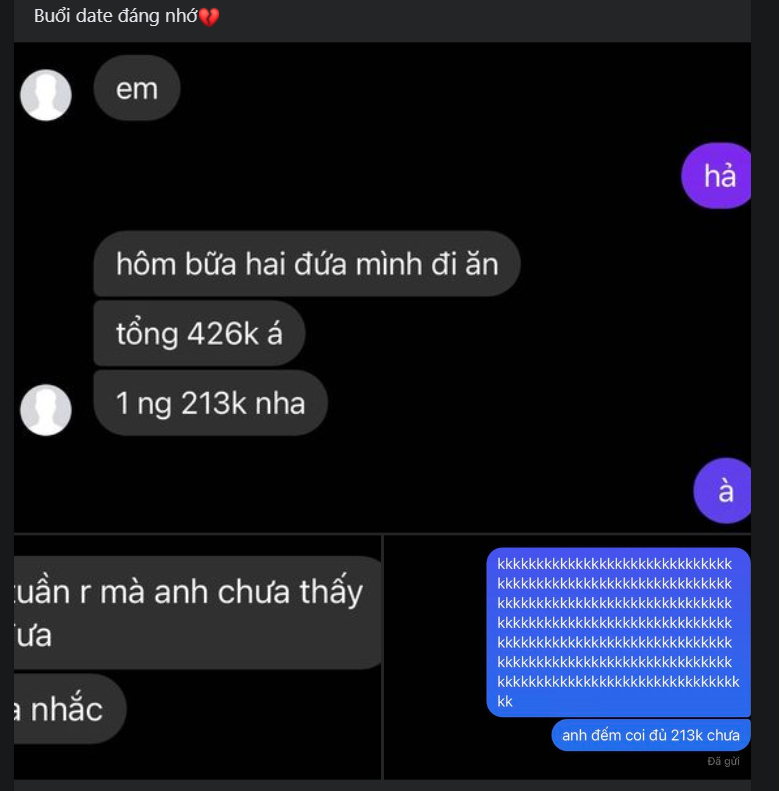 Buổi date đáng nhớ💔
em
hả
hôm bữa hai đứa mình đi ăn
tổng 426k á
1 ng 213k nha
à
tuần r mà anh chưa thấy
nhắc
kkkkkkkkkkkkkkkkkkkkkkkkkkkkkk
kkkkkkkkkkkkkkkkkkkkkkkkkkkkkk
kkkkkkkkkkkkkkkkkkkkkkkkkkkkkk
kkkkkkkkkkkkkkkkkkkkkkkkkkkkkk
kkkkkkkkkkkkkkkkkkkkkkkkkkkkkk
kkkkkkkkkkkkkkkkkkkkkkkkkkkkkk
kkkkkkkkkkkkkkkkkkkkkkkkkkkkkkk
kk
anh đếm coi đủ 213k chưa
Đã gửi